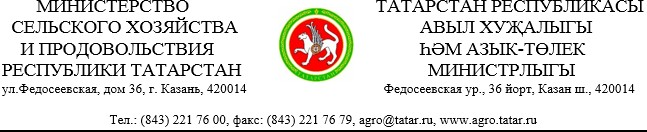 МИНИСТЕРСТВО
СЕЛЬСКОГО ХОЗЯЙСТВА
И ПРОДОВОЛЬСТВИЯ
РЕСПУБЛИКИ ТАТАРСТАН
ул.Федосеевская, дом 36, г. Казань, 420014
ТАТАРСТАН РЕСПУБЛИКАСЫ
АВЫЛ ХУҖАЛЫГЫ
ҺӘМ АЗЫК-ТӨЛЕК
МИНИСТРЛЫГЫ
Федосеевская ур., 36 йорт, Казан ш., 420014
Тел.: (843) 221 76 00, факс: (843) 221 76 79, agro@tatar.ru, www.agro.tatar.ru